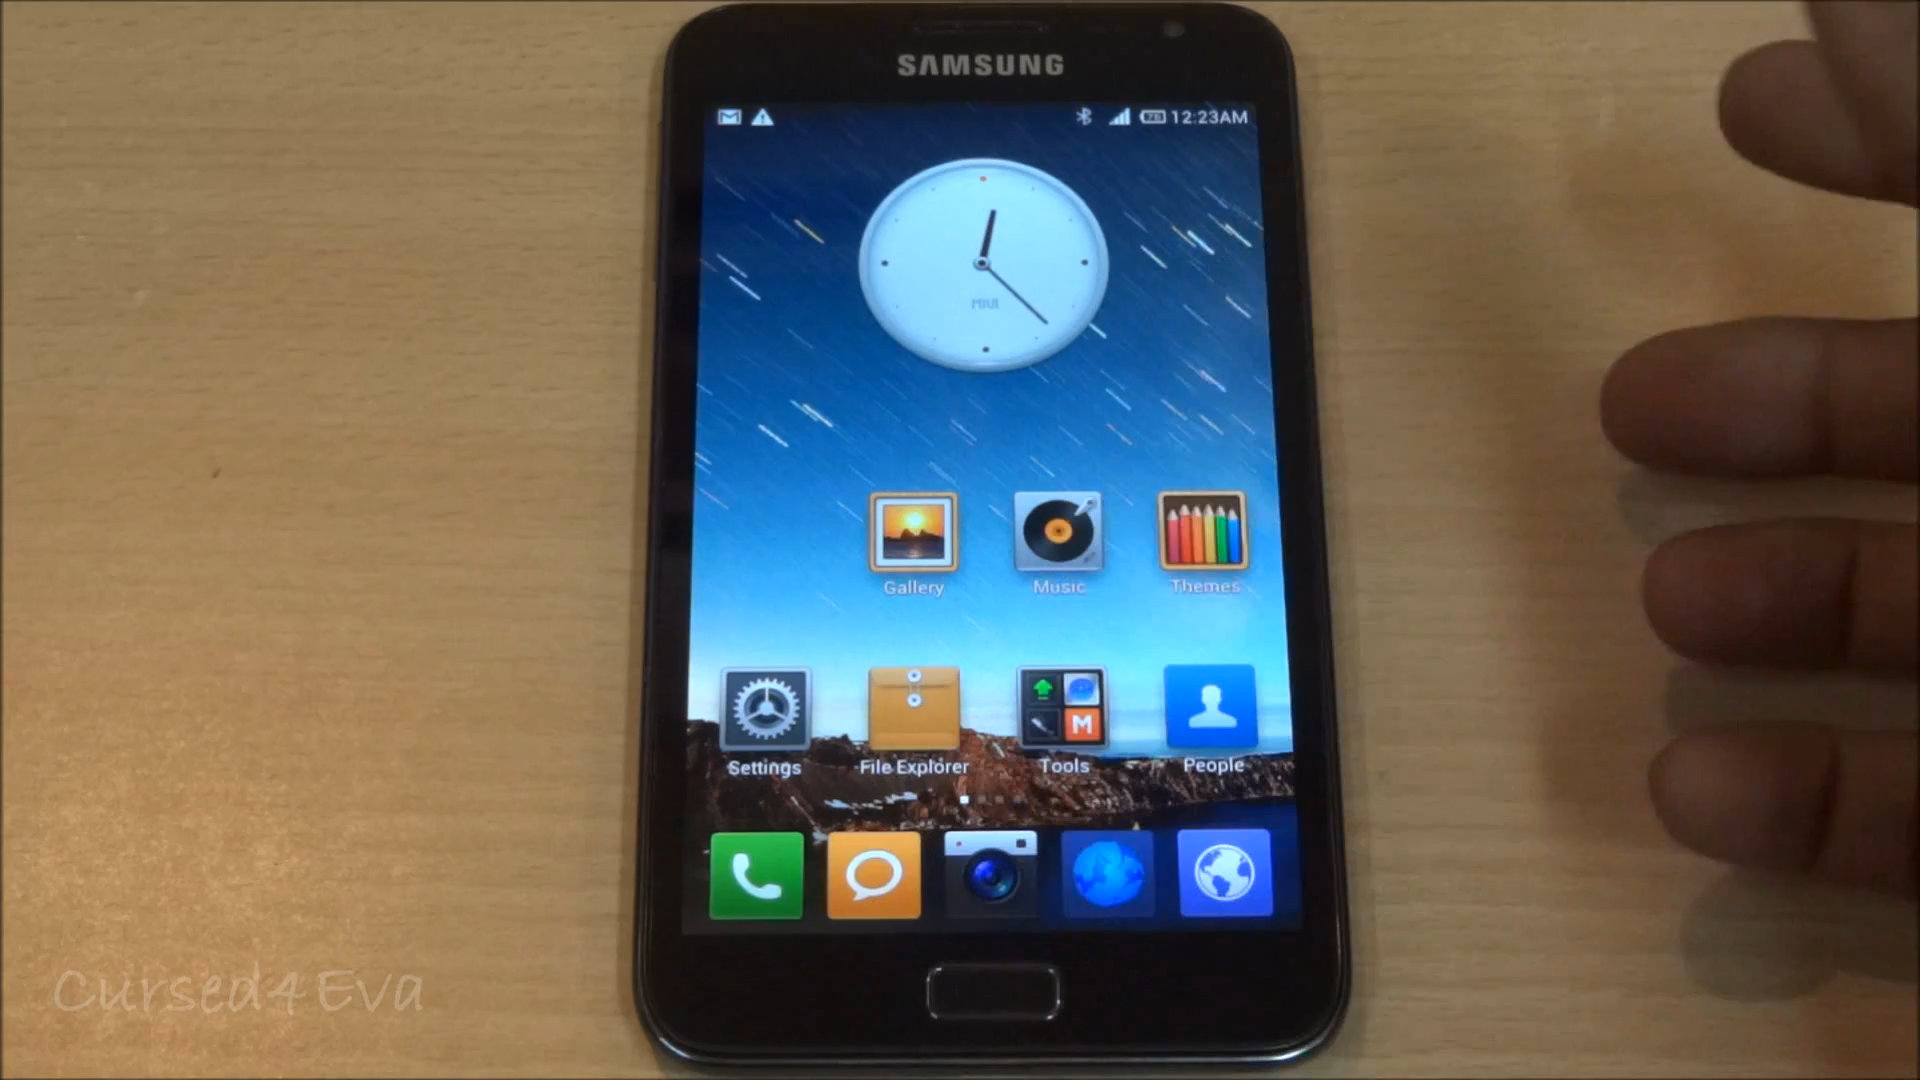 SAMSUNG
12:23AM
MIUI
Gallery
Music
Themes
M
Settings
File Explorer
Tools
People
Cursed4Eva